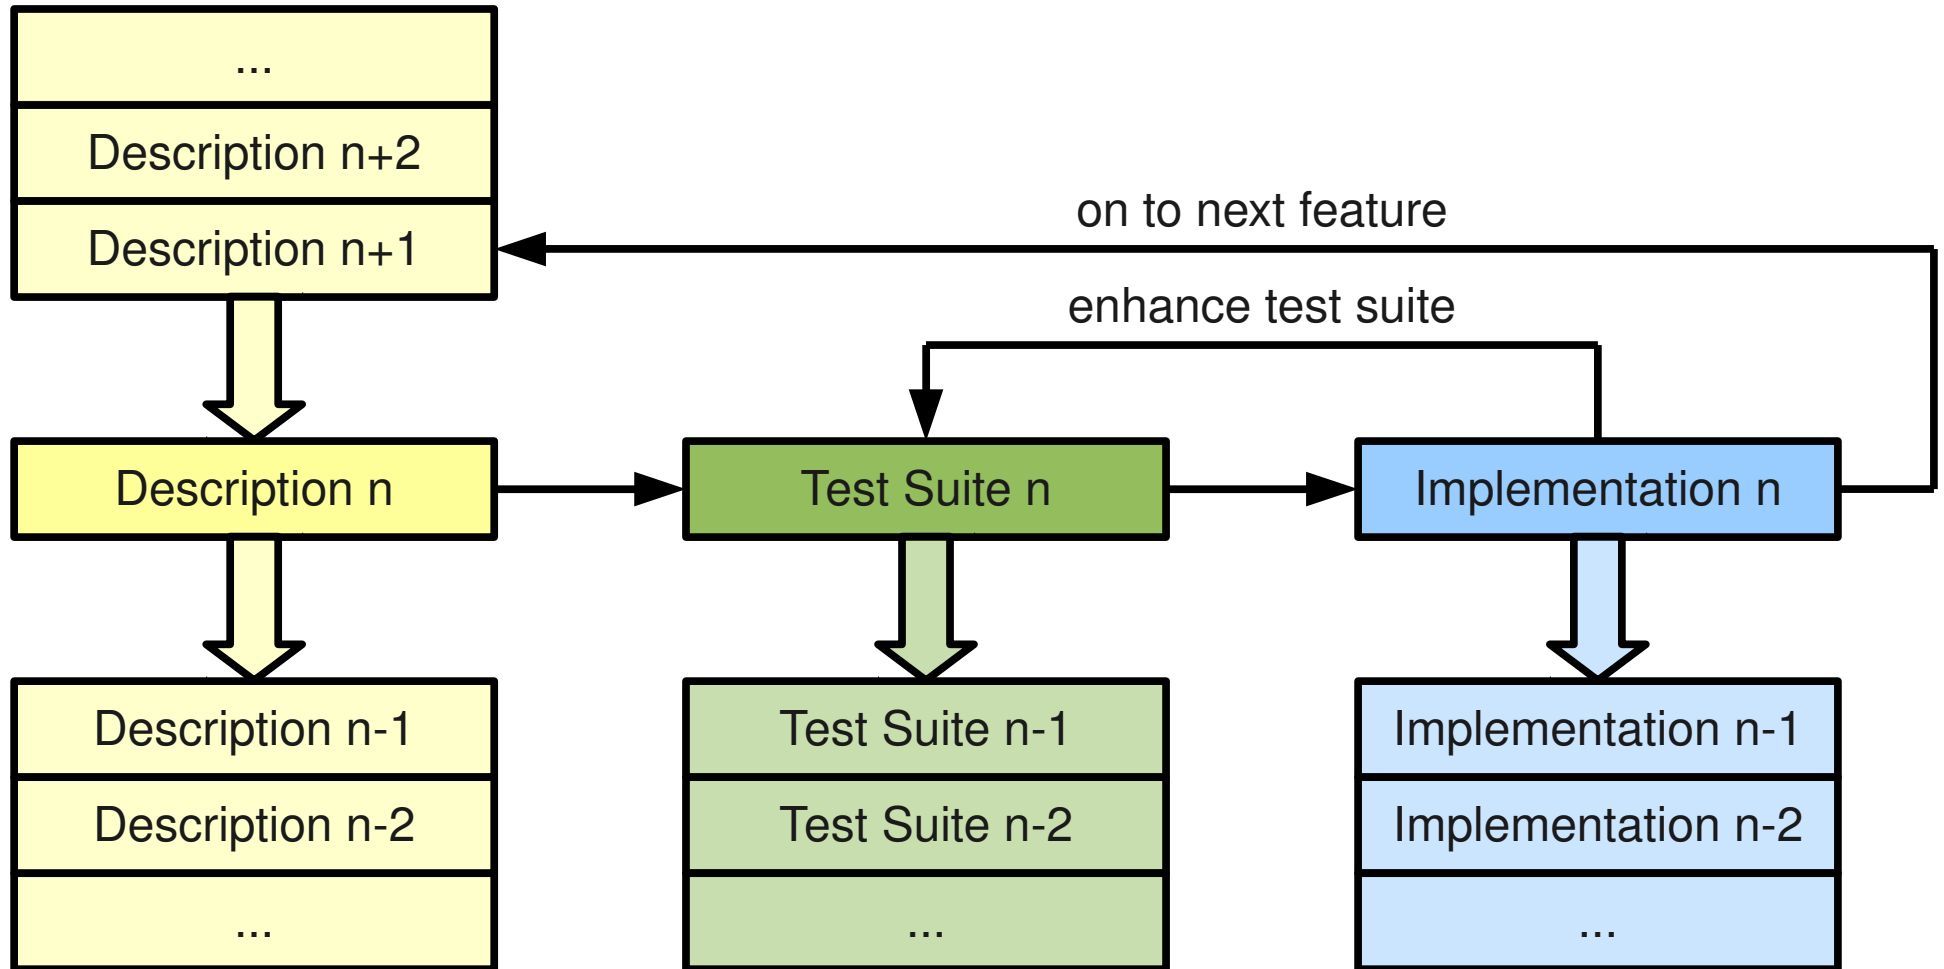 ...
Description n+2
Description n+1
on to next feature
enhance test suite
Description n
Test Suite n
Implementation n
Description n-1
Test Suite n-1
Implementation n-1
Description n-2
Test Suite n-2
Implementation n-2
...
...
...